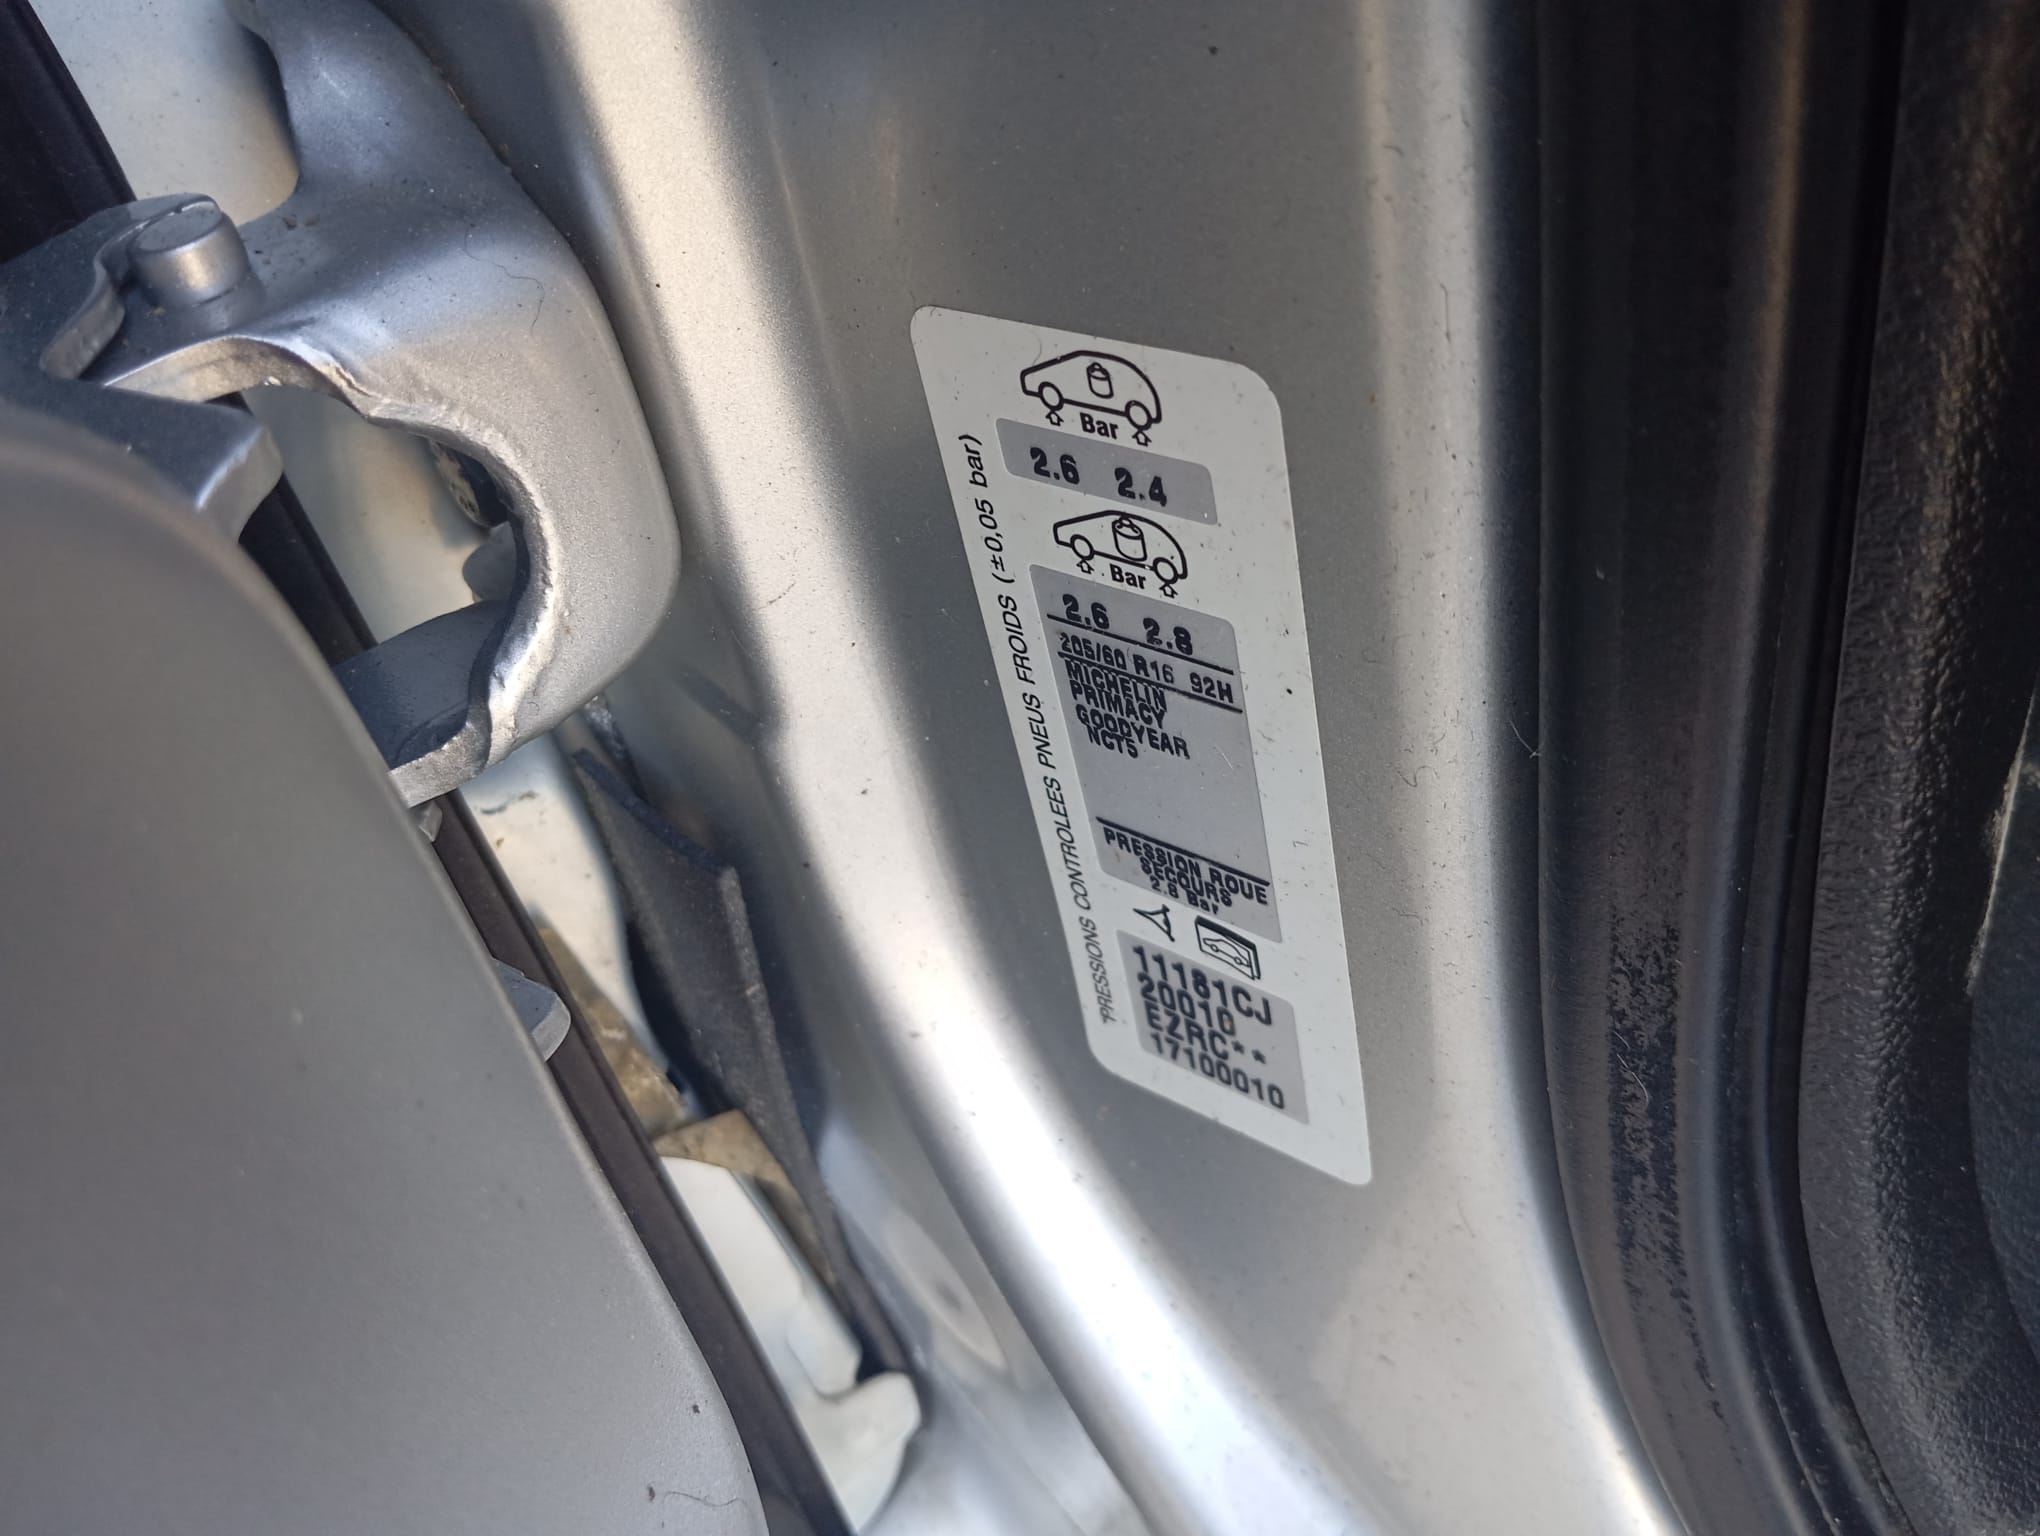 Bar
2.6 2.4
Bar
2.6 2.8
205/60 R16 92H
MICHELIN
PRIMACY
GOODYEAR
NCT5
PRESSION ROUE
SECOURS
2.8 Bar
11181CJ
20010
EZRC**
17100010
PRESSIONS CONTROLEES PNEUS FROIDS (±0,05 bar)